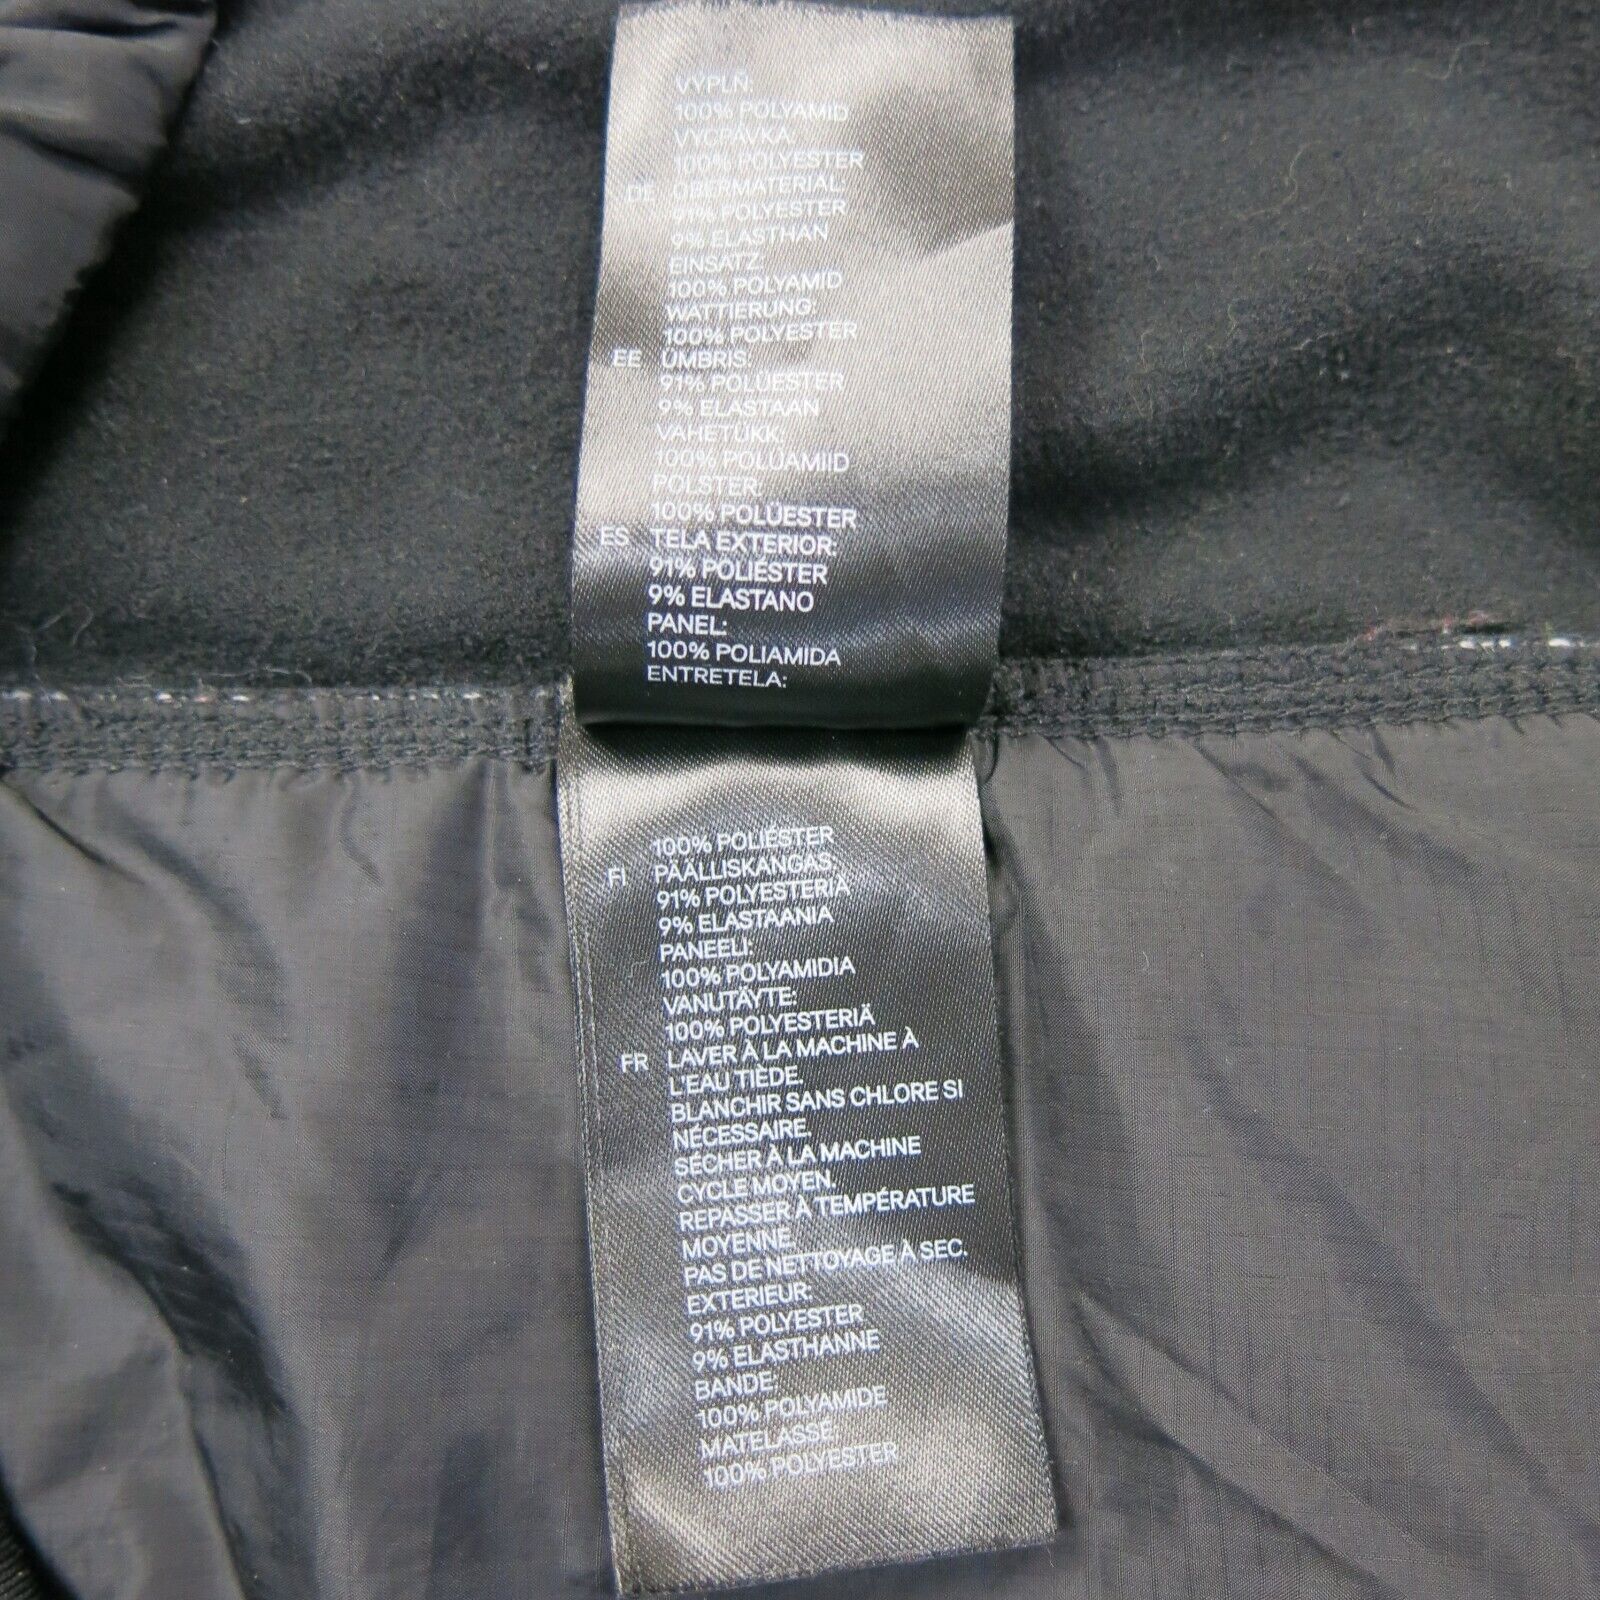 VÝPLŇ:
100% POLYAMID
VYCPÁVKA:
100% POLYESTER
DE OBERMATERIAL:
91% POLYESTER
9% ELASTHAN
EINSATZ:
100% POLYAMID
WATTIERUNG:
100% POLYESTER
EE ÜMBRIS:
91% POLÜESTER
9% ELASTAAN
VAHETÜKK:
100% POLÜAMIID
POLSTER:
100% POLÜESTER
ES TELA EXTERIOR:
91% POLIÉSTER
9% ELASTANO
PANEL:
100% POLIAMIDA
ENTRETELA:
100% POLIÉSTER
FI PÄÄLLISKANGAS:
91% POLYESTERIÄ
9% ELASTAANIA
PANEELI:
100% POLYAMIDIA
VANUTÄYTE:
100% POLYESTERIÄ
FR LAVER À LA MACHINE À
L'EAU TIÈDE.
BLANCHIR SANS CHLORE SI
NÉCESSAIRE.
SÉCHER À LA MACHINE
CYCLE MOYEN.
REPASSER À TEMPÉRATURE
MOYENNE.
PAS DE NETTOYAGE À SEC.
EXTERIEUR:
91% POLYESTER
9% ELASTHANNE
BANDE:
100% POLYAMIDE
MATELASSÉ:
100% POLYESTER